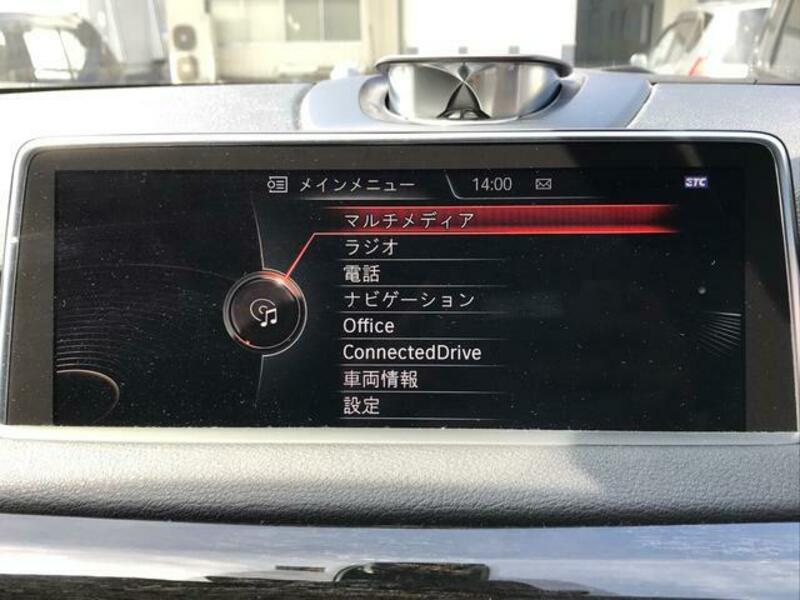 メインメニュー 14:00 ETC
マルチメディア
ラジオ
電話
ナビゲーション
Office
ConnectedDrive
車両情報
設定